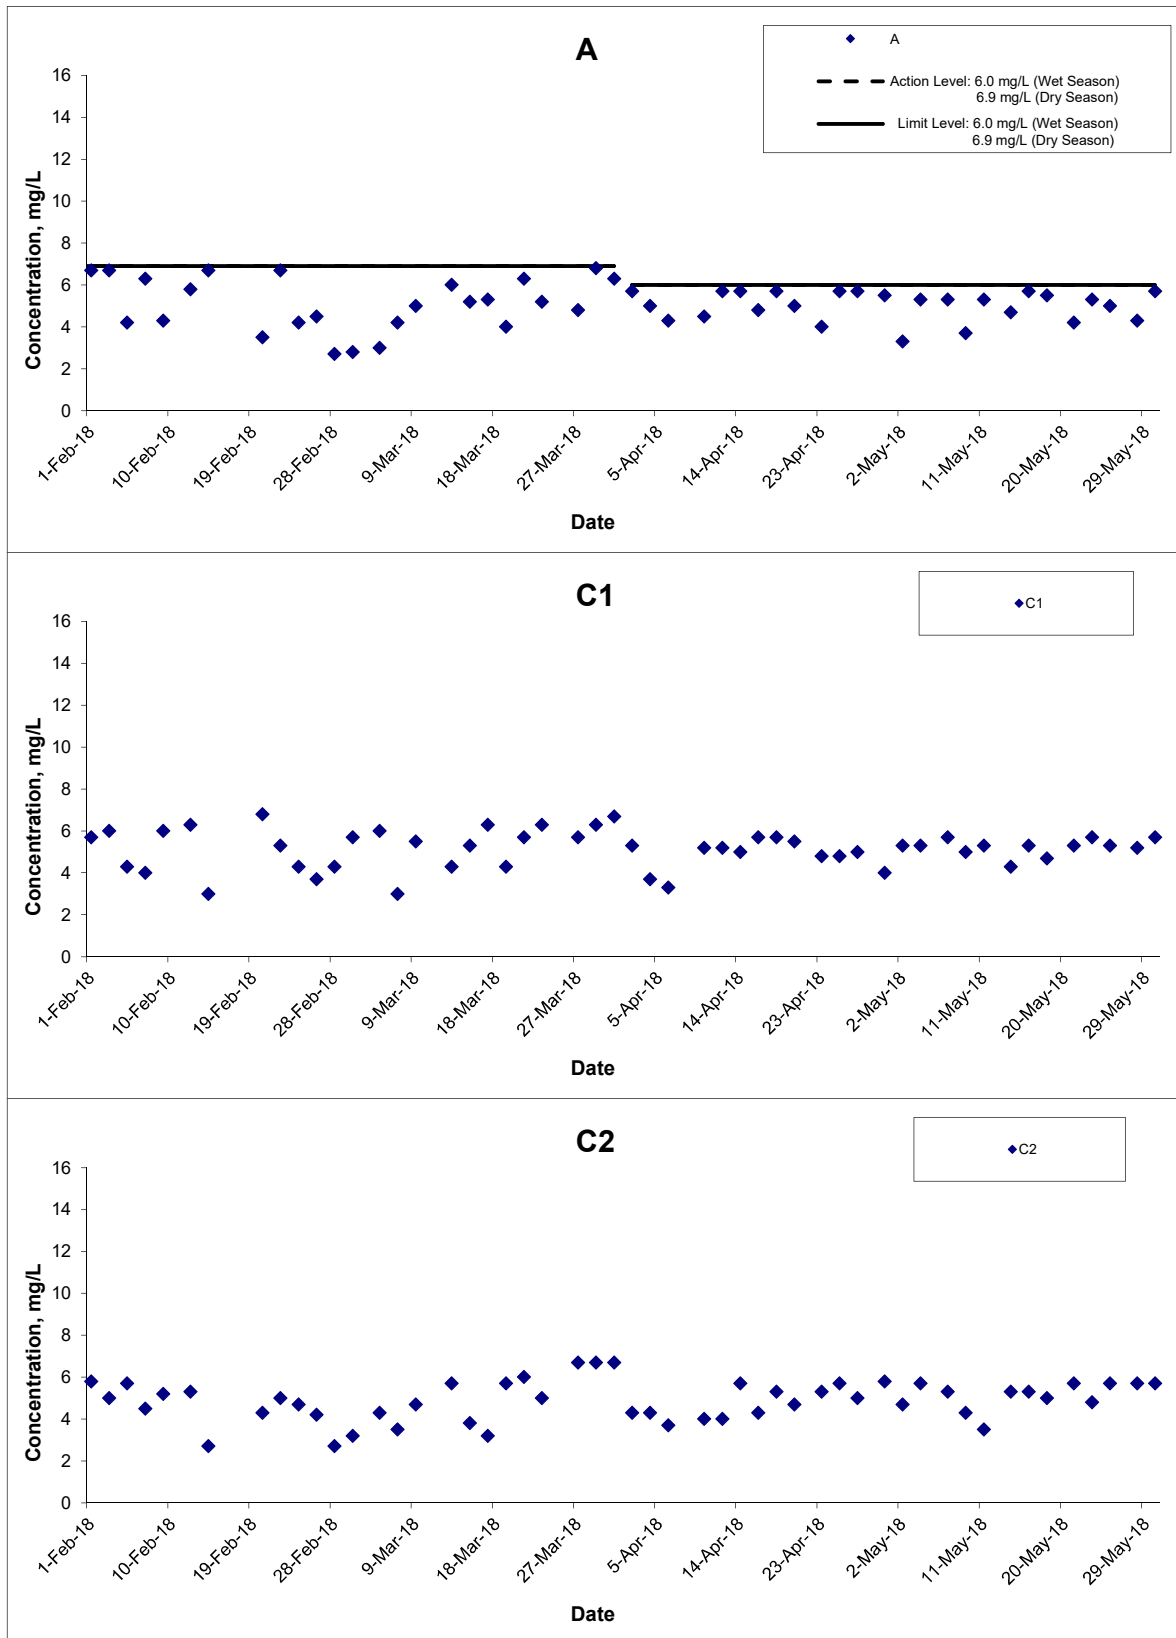 A
A
Action Level: 6.0 mg/L (Wet Season)
6.9 mg/L (Dry Season)
Limit Level: 6.0 mg/L (Wet Season)
6.9 mg/L (Dry Season)
Concentration, mg/L
16
14
12
10
8
6
4
2
0
1-Feb-18
10-Feb-18
19-Feb-18
28-Feb-18
9-Mar-18
18-Mar-18
27-Mar-18
5-Apr-18
14-Apr-18
23-Apr-18
2-May-18
11-May-18
20-May-18
29-May-18
Date
C1
C1
Concentration, mg/L
16
14
12
10
8
6
4
2
0
1-Feb-18
10-Feb-18
19-Feb-18
28-Feb-18
9-Mar-18
18-Mar-18
27-Mar-18
5-Apr-18
14-Apr-18
23-Apr-18
2-May-18
11-May-18
20-May-18
29-May-18
Date
C2
C2
Concentration, mg/L
16
14
12
10
8
6
4
2
0
1-Feb-18
10-Feb-18
19-Feb-18
28-Feb-18
9-Mar-18
18-Mar-18
27-Mar-18
5-Apr-18
14-Apr-18
23-Apr-18
2-May-18
11-May-18
20-May-18
29-May-18
Date